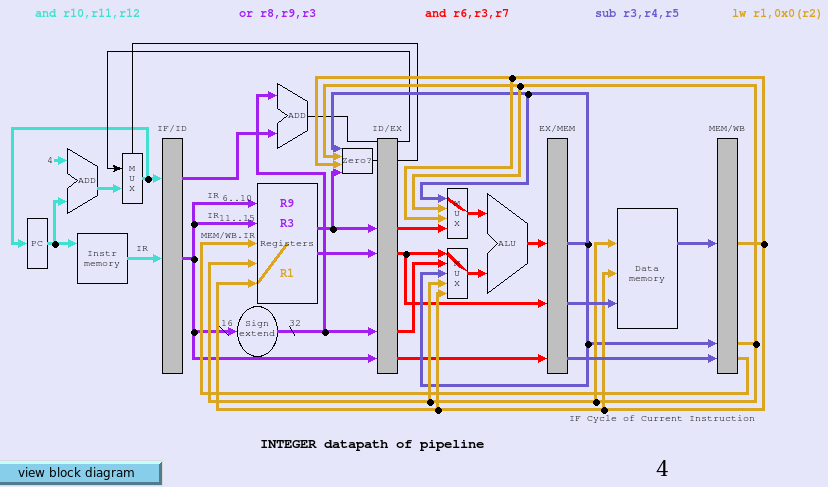 and r10,r11,r12 or r8,r9,r3 and r6,r3,r7 sub r3,r4,r5 lw r1,0x0(r2)
IF/ID ID/EX EX/MEM MEM/WB
ADD
4 ADD
M
U
X
Zero?
IR 6..10 R9
IR 11..15 R3
MEM/WB.IR Registers
R1
M
U
X
ALU
M
U
X
PC
Instr
memory
IR
Data
memory
16 Sign
extend 32
IF Cycle of Current Instruction
INTEGER datapath of pipeline
view block diagram
4